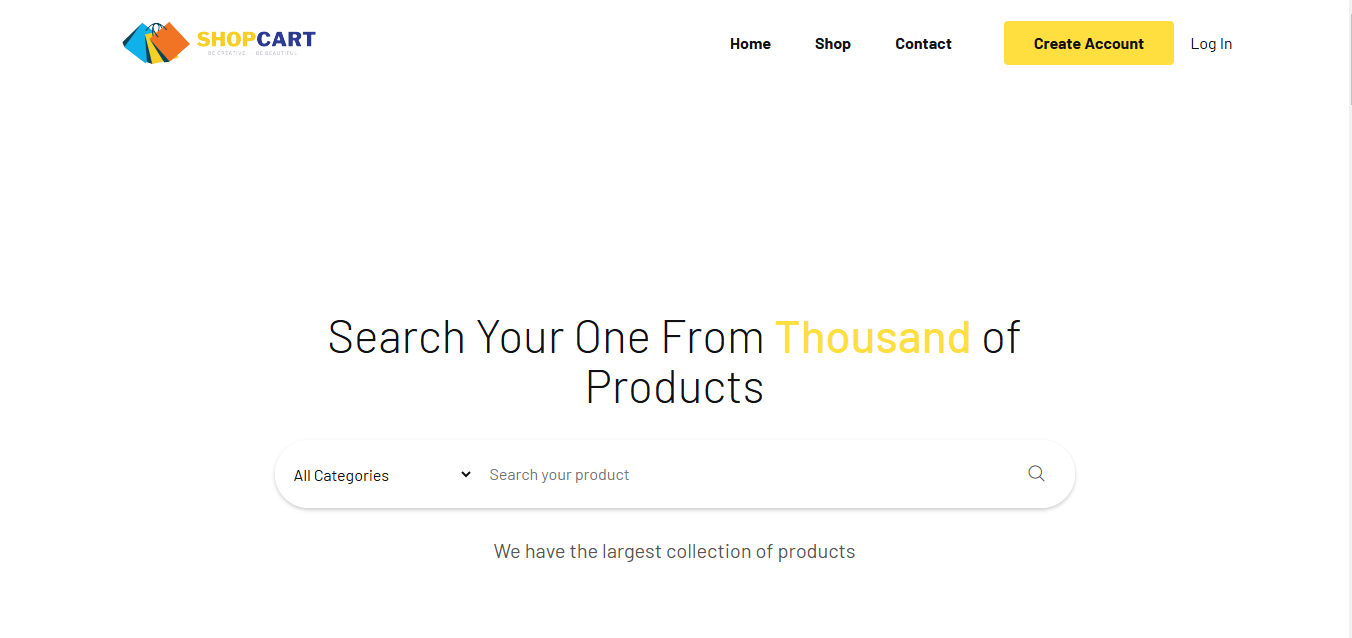 SHOPCART
BE CREATIVE BE BEAUTIFUL
Home
Shop
Contact
Create Account
Log In
Search Your One From Thousand of
Products
All Categories
Search your product
We have the largest collection of products